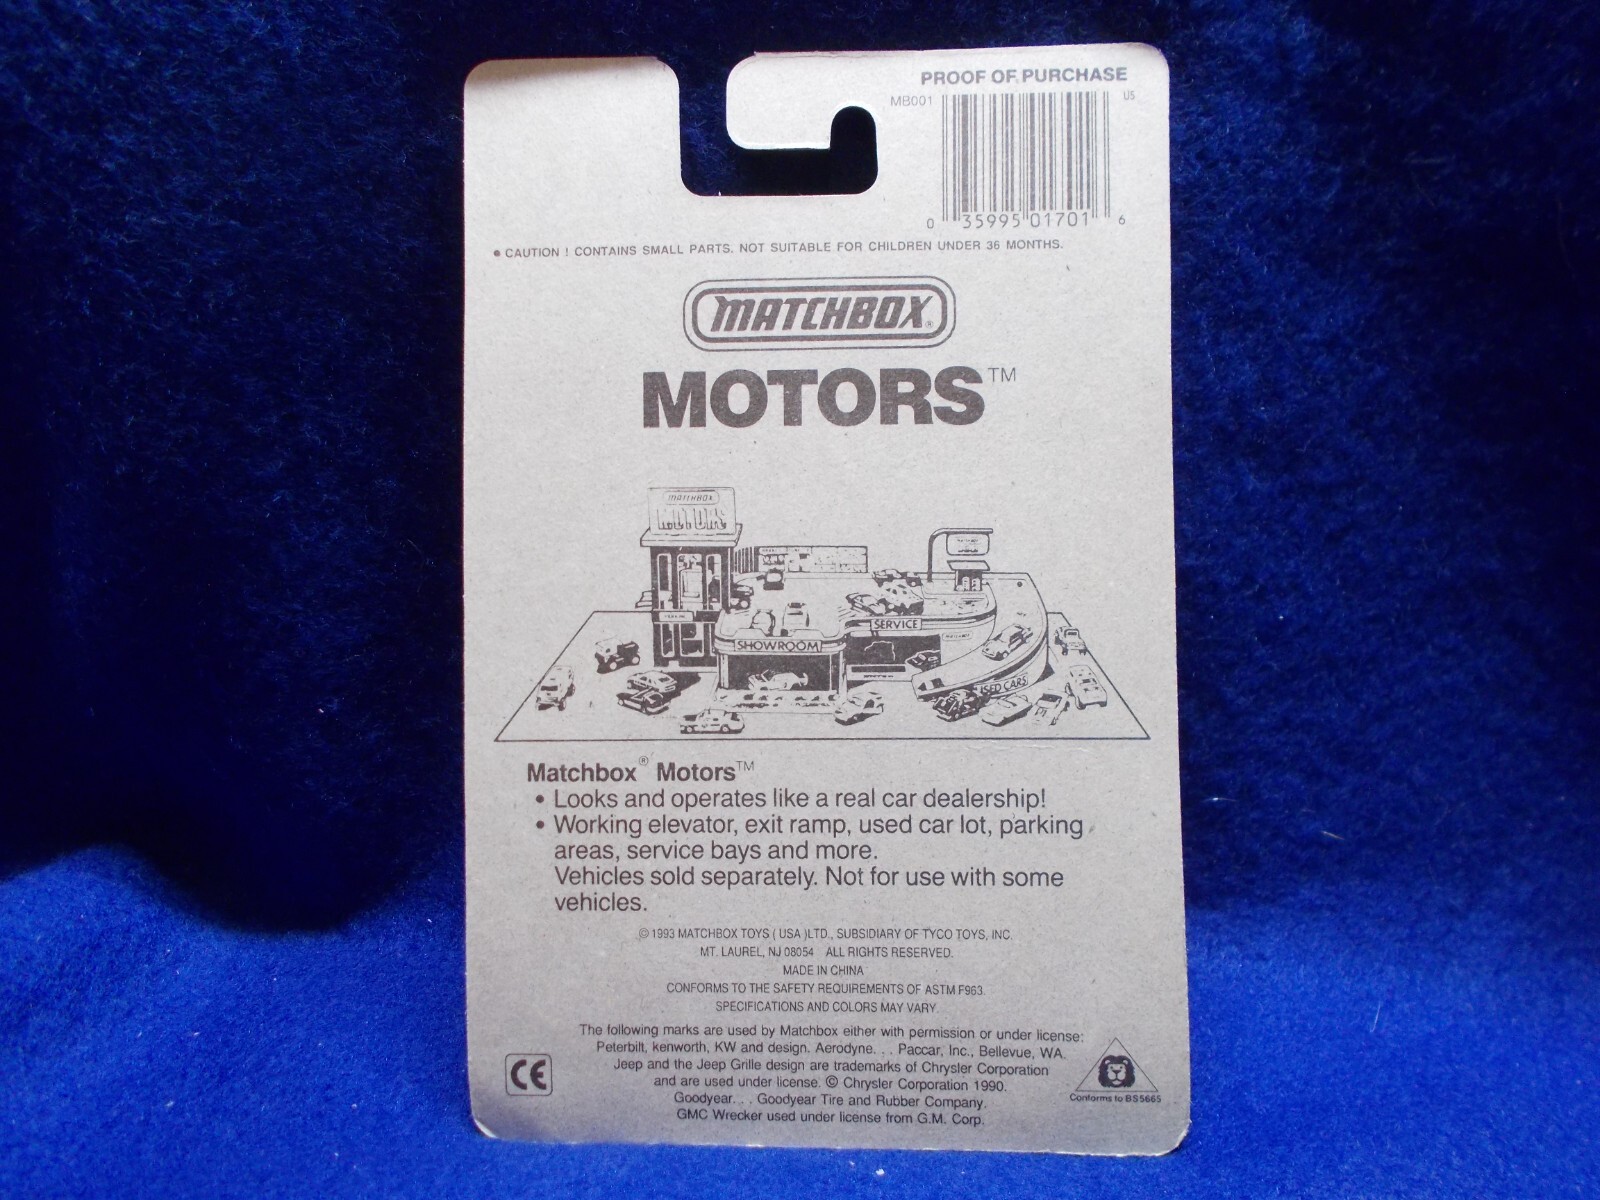 PROOF OF PURCHASE
MB001 US
0 35995 01701 6
• CAUTION ! CONTAINS SMALL PARTS. NOT SUITABLE FOR CHILDREN UNDER 36 MONTHS.
MATCHBOX®
MOTORS™
MATCHBOX
MOTORS
SERVICE
SHOWROOM
USED CARS
Matchbox® Motors™
• Looks and operates like a real car dealership!
• Working elevator, exit ramp, used car lot, parking
areas, service bays and more.
Vehicles sold separately. Not for use with some
vehicles.
© 1993 MATCHBOX TOYS ( USA )LTD., SUBSIDIARY OF TYCO TOYS, INC.
MT. LAUREL, NJ 08054 ALL RIGHTS RESERVED.
MADE IN CHINA
CONFORMS TO THE SAFETY REQUIREMENTS OF ASTM F963.
SPECIFICATIONS AND COLORS MAY VARY.
The following marks are used by Matchbox either with permission or under license:
Peterbilt, kenworth, KW and design. Aerodyne. . . Paccar, Inc., Bellevue, WA.
Jeep and the Jeep Grille design are trademarks of Chrysler Corporation
and are used under license. © Chrysler Corporation 1990.
Goodyear. . . Goodyear Tire and Rubber Company.
GMC Wrecker used under license from G.M. Corp.
CE
Conforms to BS5665